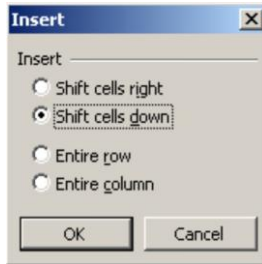 Insert
Insert
Shift cells right
Shift cells down
Entire row
Entire column
OK
Cancel